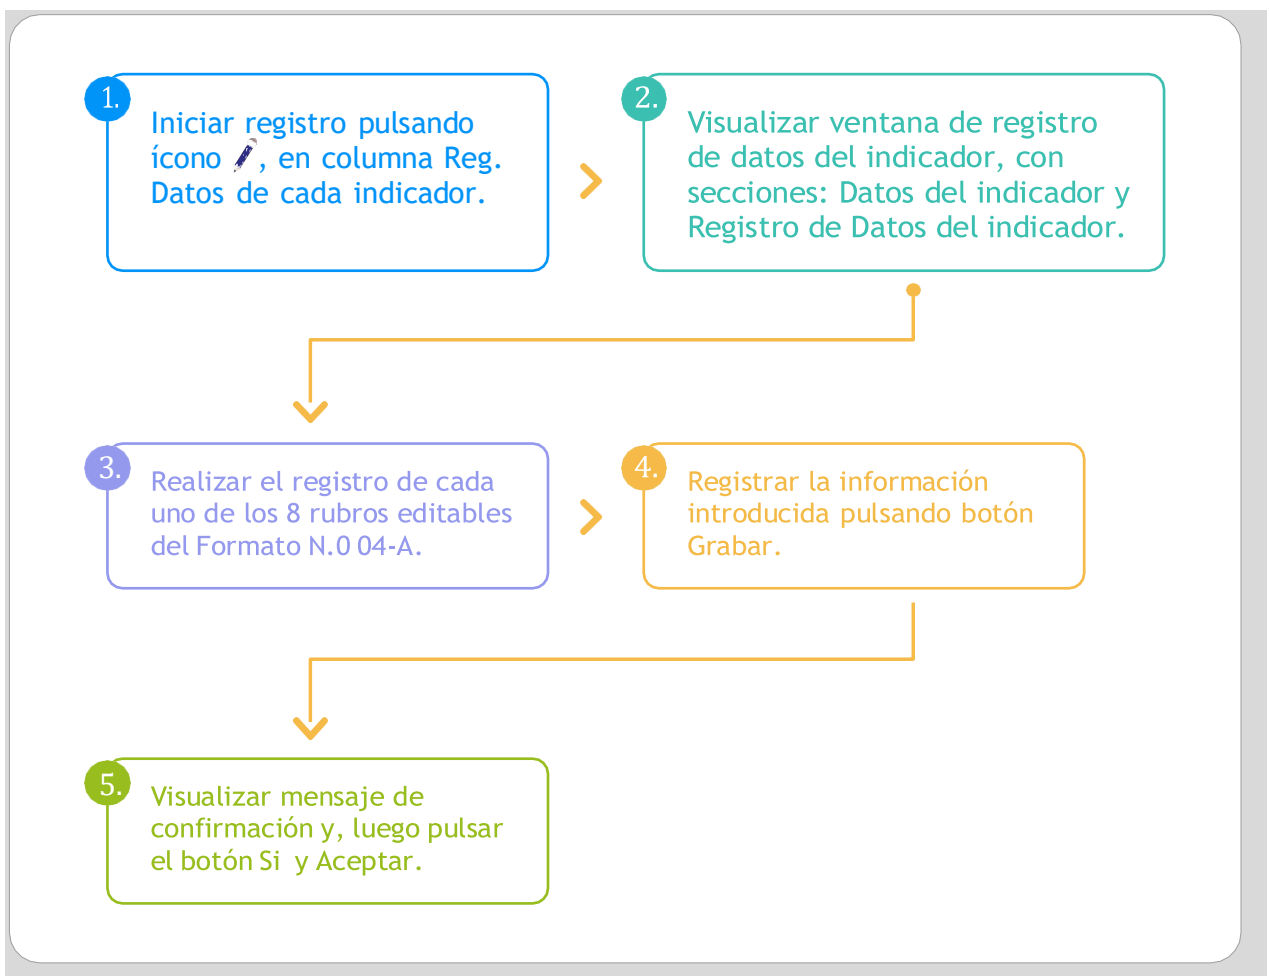 1.
Iniciar registro pulsando
ícono , en columna Reg.
Datos de cada indicador.
2.
Visualizar ventana de registro
de datos del indicador, con
secciones: Datos del indicador y
Registro de Datos del indicador.
3.
Realizar el registro de cada
uno de los 8 rubros editables
del Formato N.0 04-A.
4.
Registrar la información
introducida pulsando botón
Grabar.
5.
Visualizar mensaje de
confirmación y, luego pulsar
el botón Si y Aceptar.